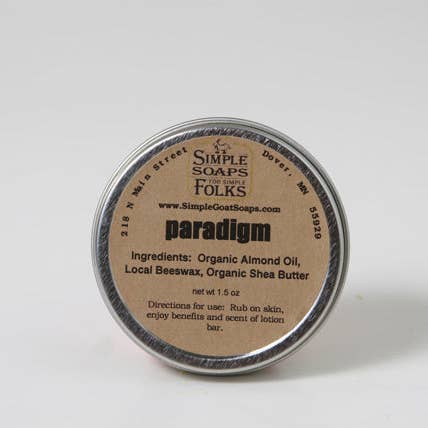 218 N Main Street Dover, MN 55929
SIMPLE
SOAPS
FOR SIMPLE
FOLKS
www.SimpleGoatSoaps.com
paradigm
Ingredients: Organic Almond Oil,
Local Beeswax, Organic Shea Butter
net wt 1.5 oz
Directions for use: Rub on skin,
enjoy benefits and scent of lotion
bar.